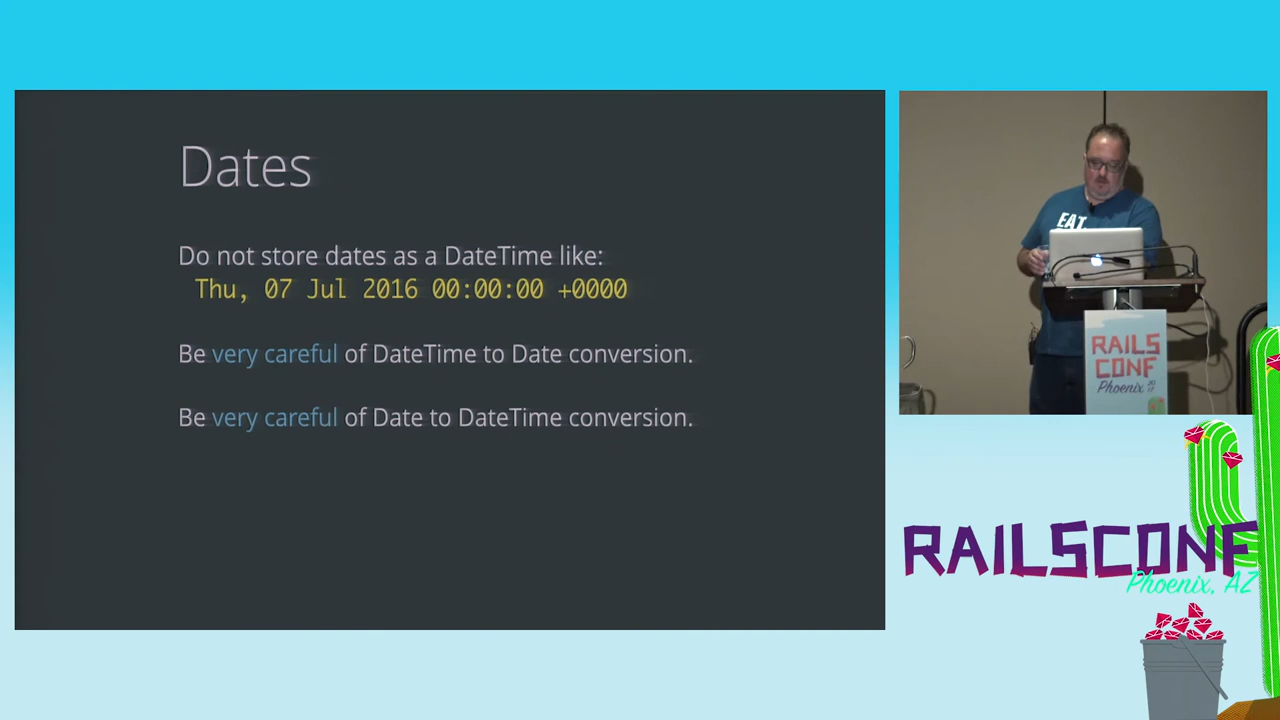 Dates
Do not store dates as a DateTime like:
Thu, 07 Jul 2016 00:00:00 +0000
Be very careful of DateTime to Date conversion.
Be very careful of Date to DateTime conversion.
EAT.
RAILS
CONF
Phoenix 2017
RAILSCONF
Phoenix, AZ